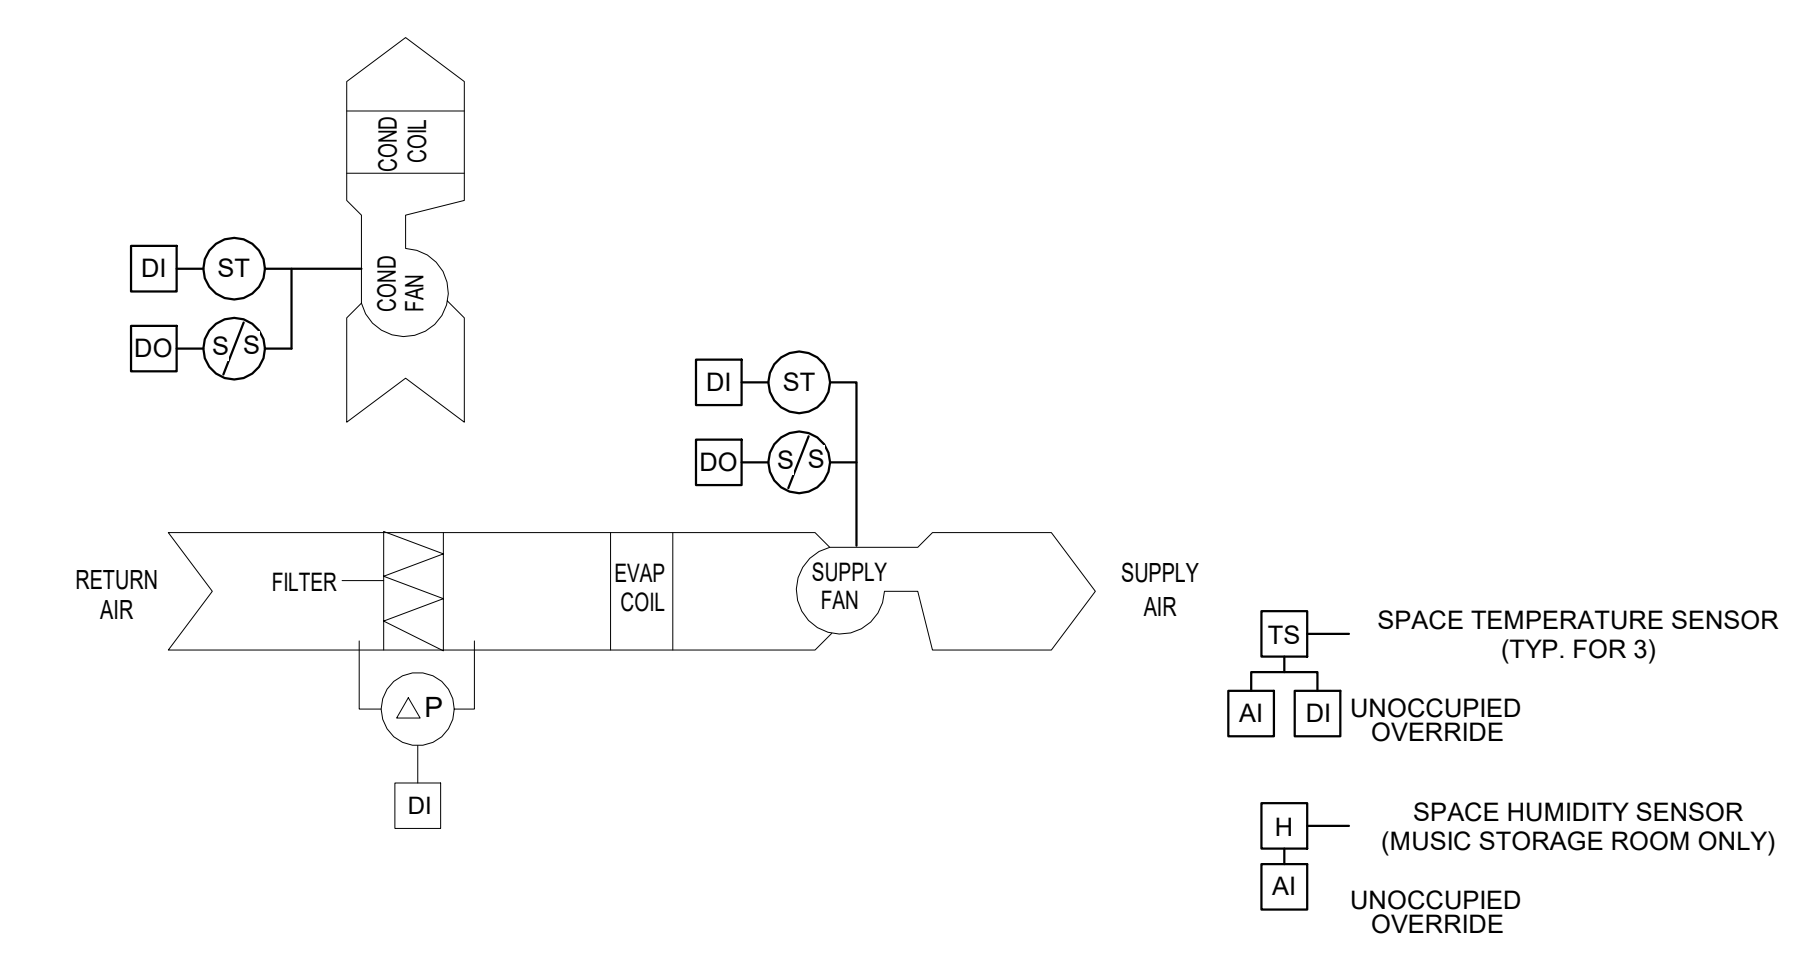 COND
COIL
DI
ST
COND
FAN
DO
S/S
DI
ST
DO
S/S
RETURN
AIR
FILTER
EVAP
COIL
SUPPLY
FAN
SUPPLY
AIR
△P
DI
TS
SPACE TEMPERATURE SENSOR
(TYP. FOR 3)
AI
DI
UNOCCUPIED
OVERRIDE
H
SPACE HUMIDITY SENSOR
(MUSIC STORAGE ROOM ONLY)
AI
UNOCCUPIED
OVERRIDE